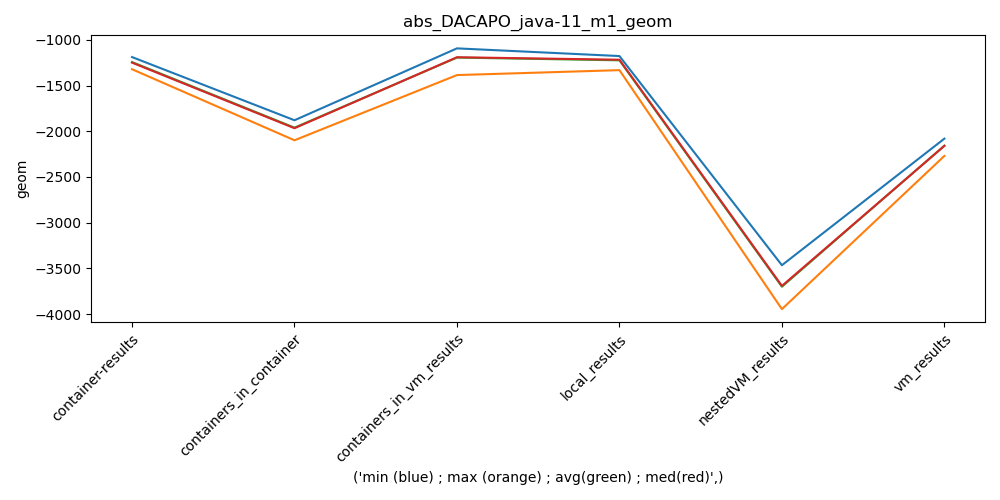 abs_DACAPO_java-11_m1_geom
geom
−1000
−1500
−2000
−2500
−3000
−3500
−4000
container-results
containers_in_container
containers_in_vm_results
local_results
nestedVM_results
vm_results
('min (blue) ; max (orange) ; avg(green) ; med(red)',)